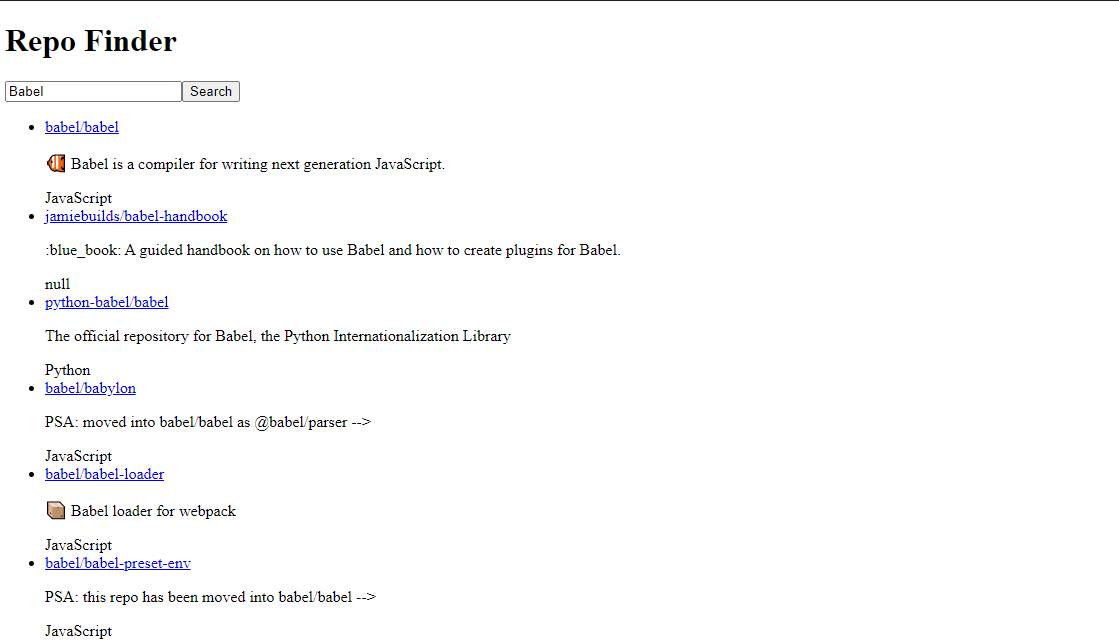 Repo Finder
Babel Search
babel/babel
🐠 Babel is a compiler for writing next generation JavaScript.
JavaScript
jamiebuilds/babel-handbook
:blue_book: A guided handbook on how to use Babel and how to create plugins for Babel.
null
python-babel/babel
The official repository for Babel, the Python Internationalization Library
Python
babel/babylon
PSA: moved into babel/babel as @babel/parser -->
JavaScript
babel/babel-loader
📦 Babel loader for webpack
JavaScript
babel/babel-preset-env
PSA: this repo has been moved into babel/babel -->
JavaScript